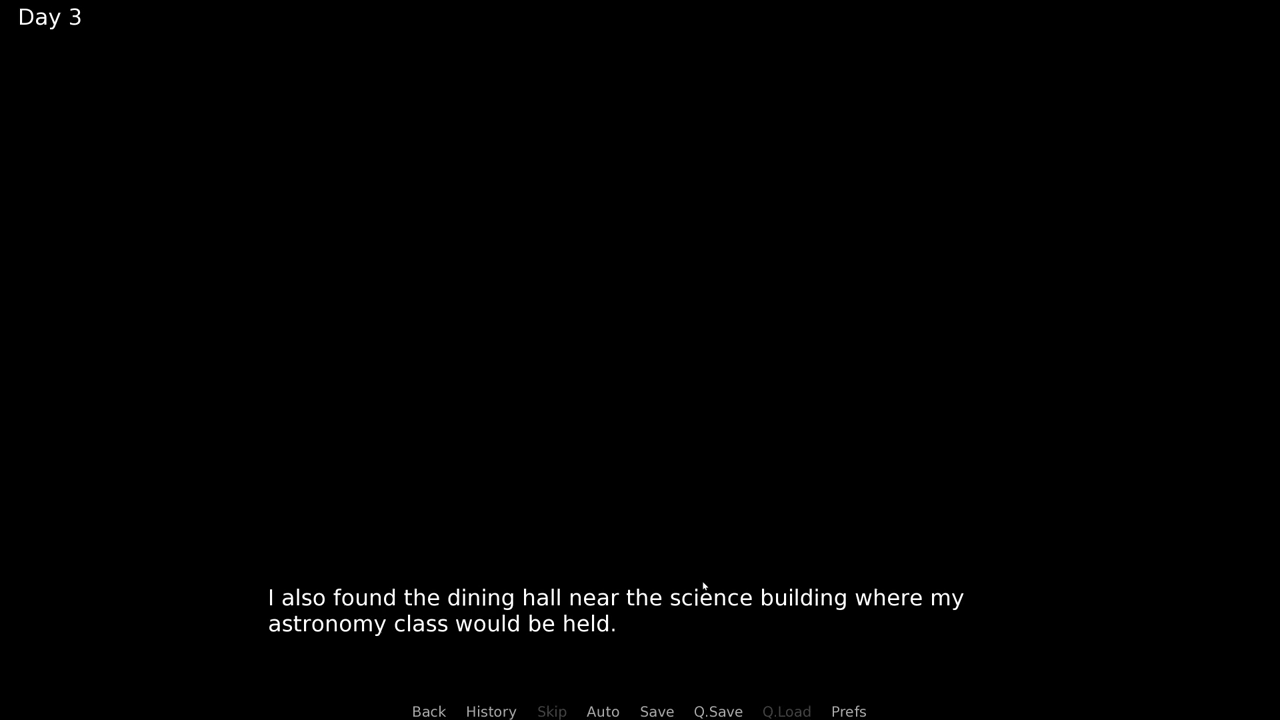 Day 3
I also found the dining hall near the science building where my
astronomy class would be held.
Back History Skip Auto Save Q.Save Q.Load Prefs